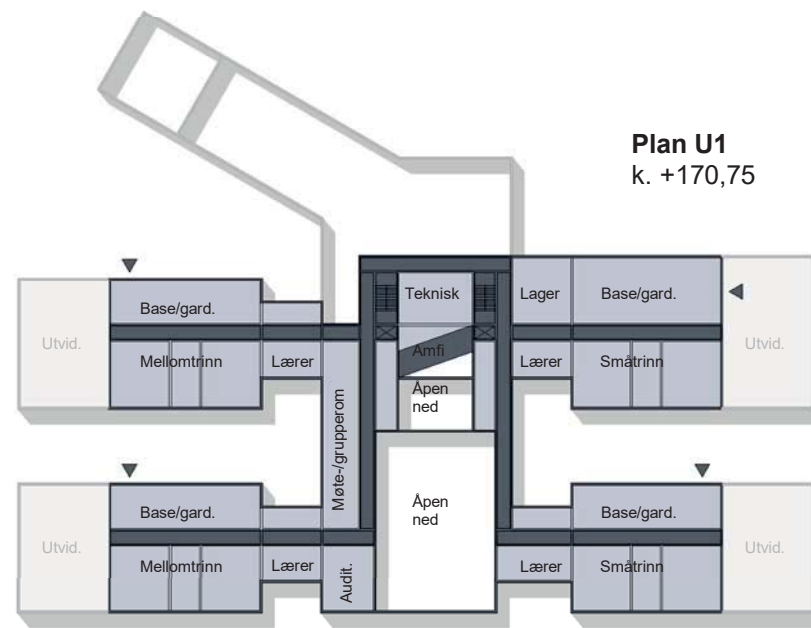 Plan U1
k. +170,75
Teknisk
Lager
Base/gard.
Base/gard.
Utvid.
Mellomtrinn
Lærer
Amfi
Lærer
Småtrinn
Utvid.
Åpen
ned
Møte-/grupperom
Base/gard.
Åpen
ned
Base/gard.
Utvid.
Utvid.
Mellomtrinn
Lærer
Audit.
Lærer
Småtrinn